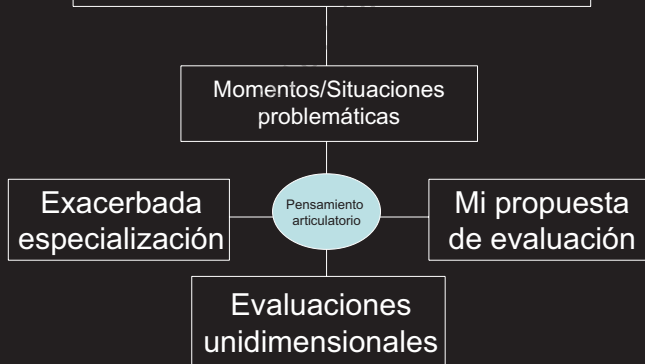 Momentos/Situaciones
problemáticas
Exacerbada
especialización
Pensamiento
articulatorio
Mi propuesta
de evaluación
Evaluaciones
unidimensionales